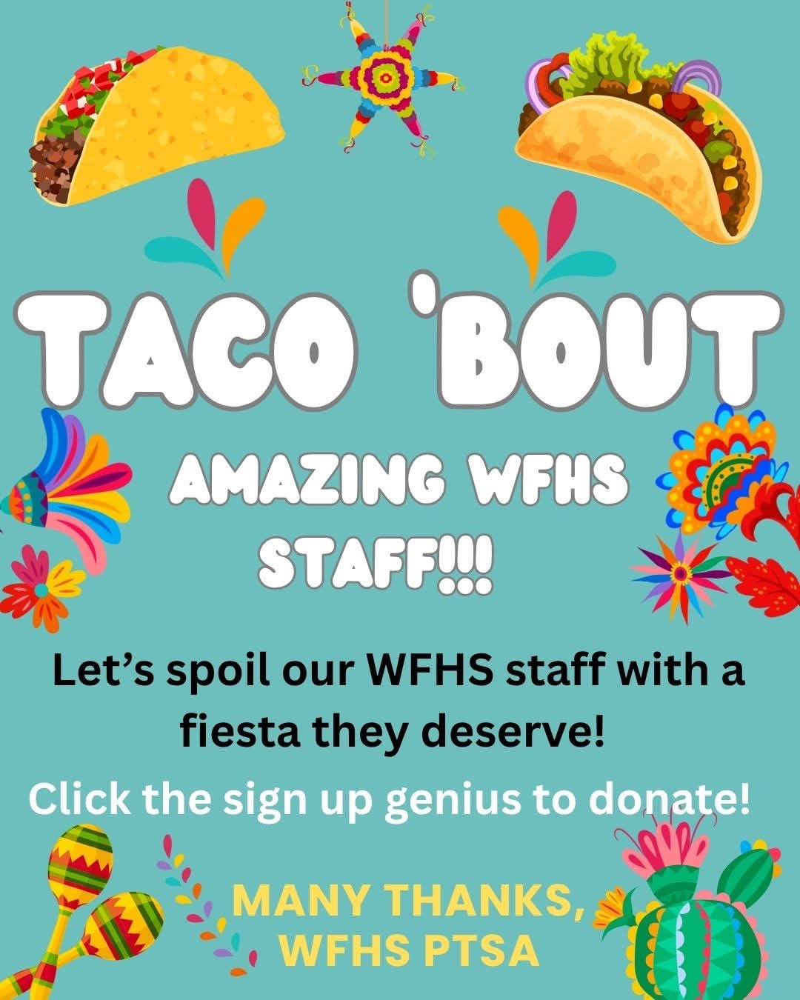 TACO 'BOUT
AMAZING WFHS
STAFF!!!
Let’s spoil our WFHS staff with a
fiesta they deserve!
Click the sign up genius to donate!
MANY THANKS,
WFHS PTSA